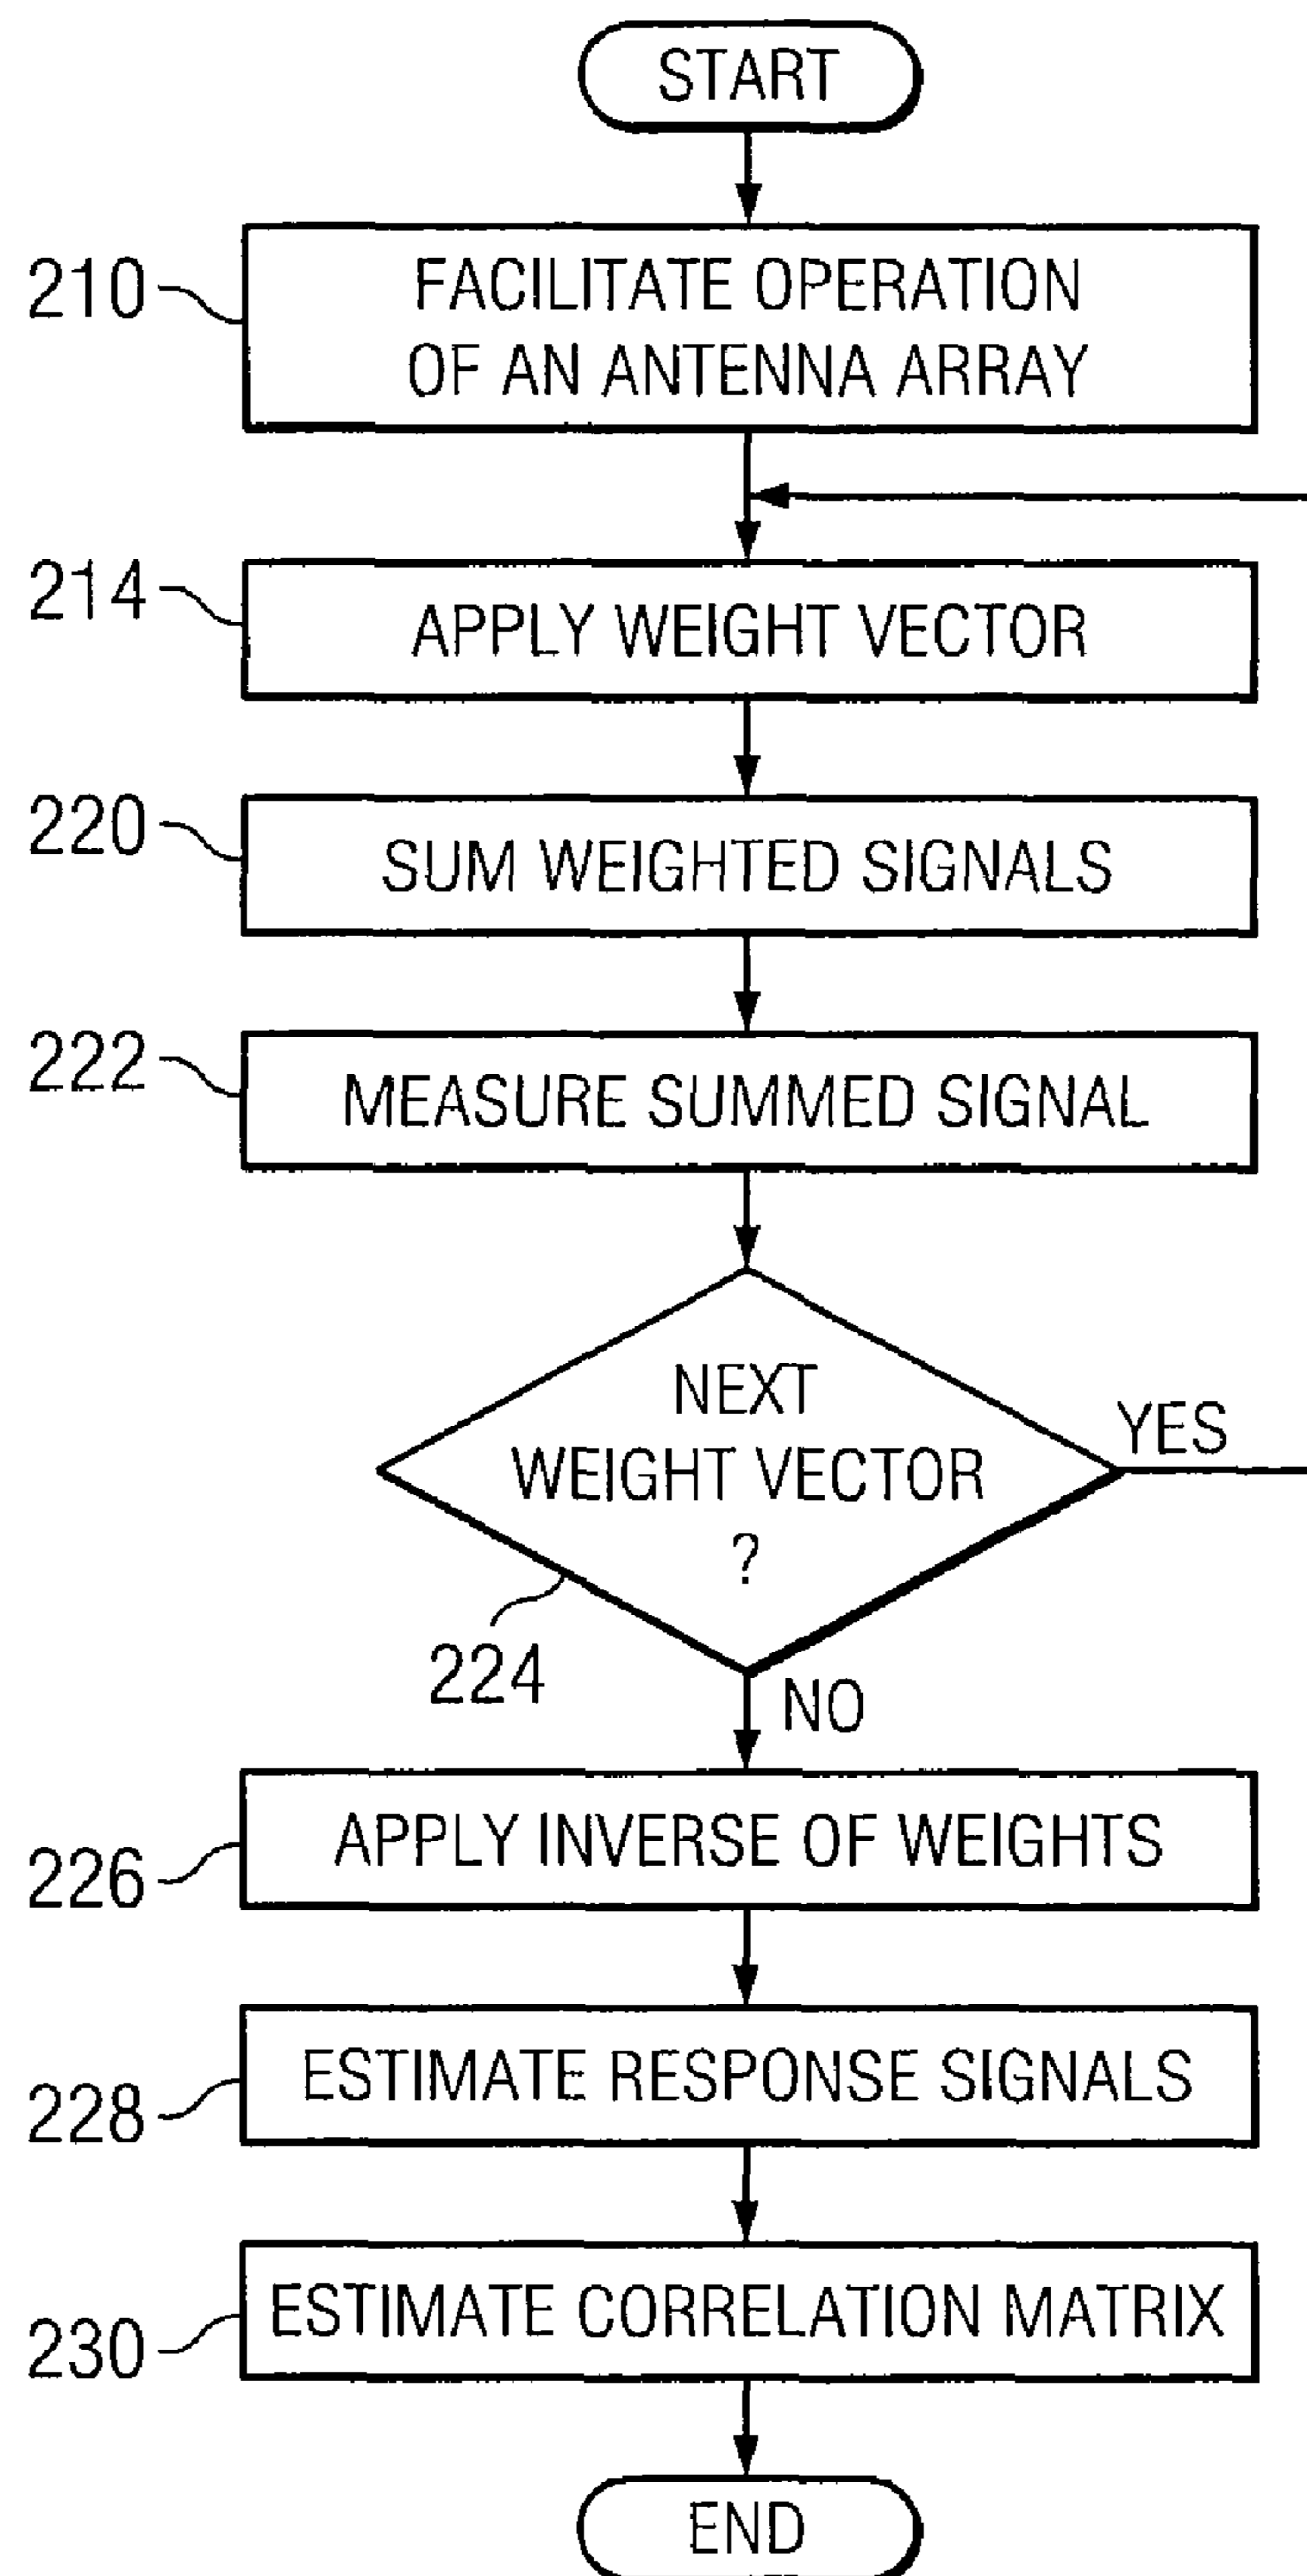 START
210
FACILITATE OPERATION
OF AN ANTENNA ARRAY
214
APPLY WEIGHT VECTOR
220
SUM WEIGHTED SIGNALS
222
MEASURE SUMMED SIGNAL
NEXT
WEIGHT VECTOR
?
YES
224
NO
226
APPLY INVERSE OF WEIGHTS
228
ESTIMATE RESPONSE SIGNALS
230
ESTIMATE CORRELATION MATRIX
END